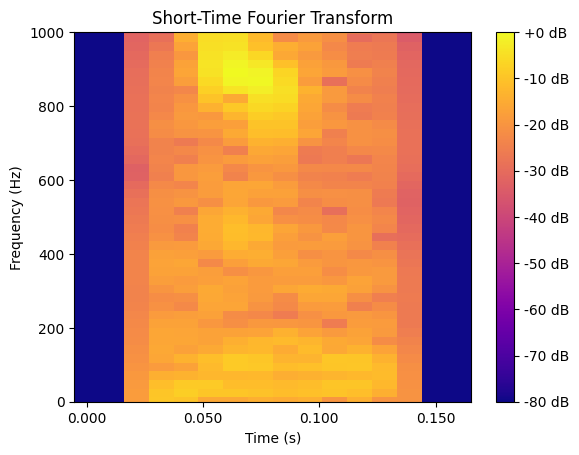 Short-Time Fourier Transform
1000
800
600
400
200
0
Frequency (Hz)
0.000
0.050
0.100
0.150
Time (s)
+0 dB
-10 dB
-20 dB
-30 dB
-40 dB
-50 dB
-60 dB
-70 dB
-80 dB